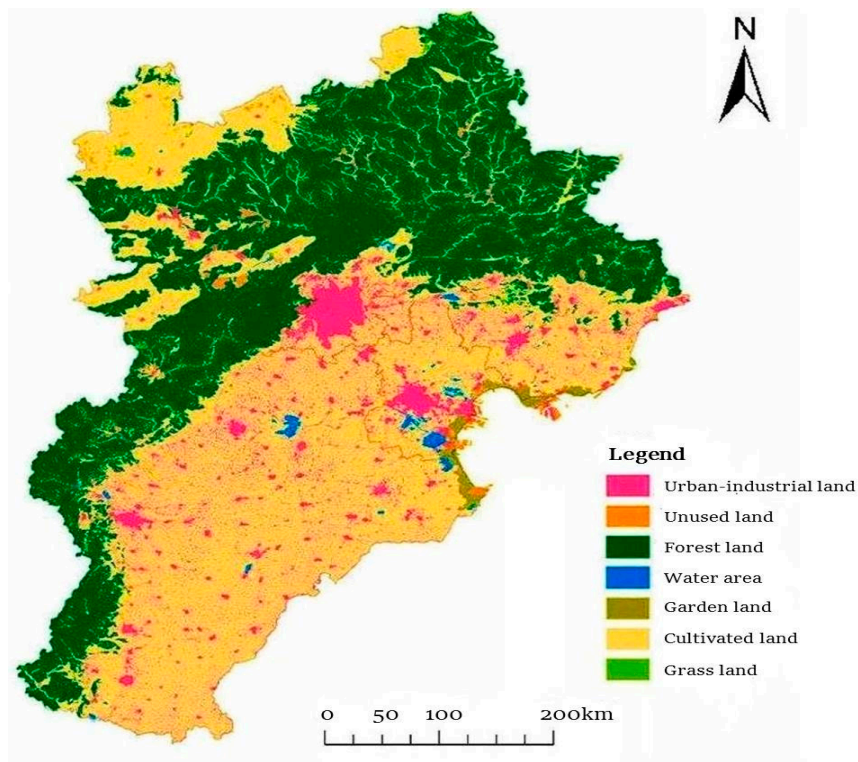 N
Legend
Urban-industrial land
Unused land
Forest land
Water area
Garden land
Cultivated land
Grass land
0 50 100 200km